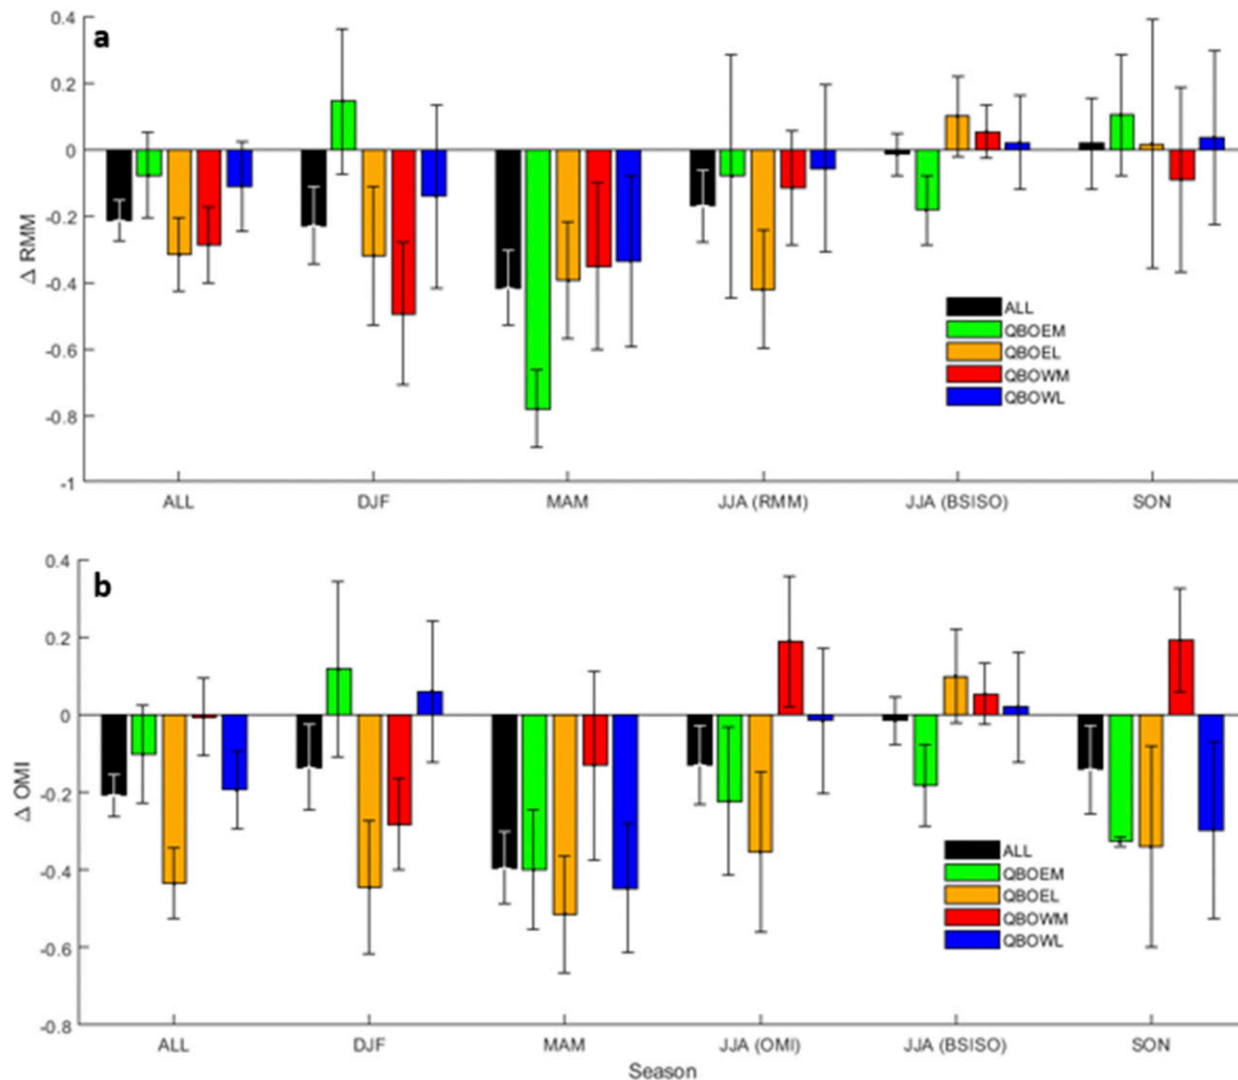 a
0.4
0.2
0
-0.2
-0.4
-0.6
-0.8
-1
Δ RMM
ALL
QBOEM
QBOEL
QBOWM
QBOWL
ALL DJF MAM JJA (RMM) JJA (BSISO) SON
b
0.4
0.2
0
-0.2
-0.4
-0.6
-0.8
Δ OMI
ALL
QBOEM
QBOEL
QBOWM
QBOWL
ALL DJF MAM JJA (OMI) JJA (BSISO) SON
Season